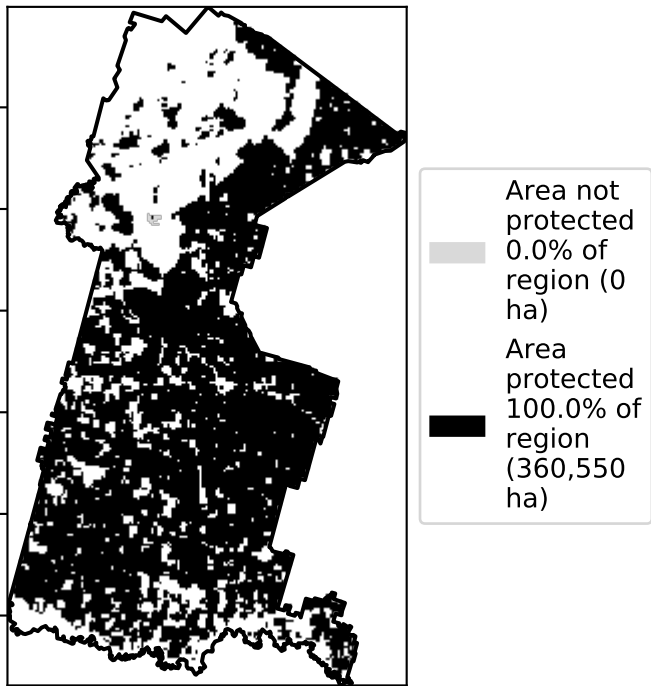 Area not
protected
0.0% of
region (0
ha)
Area
protected
100.0% of
region
(360,550
ha)